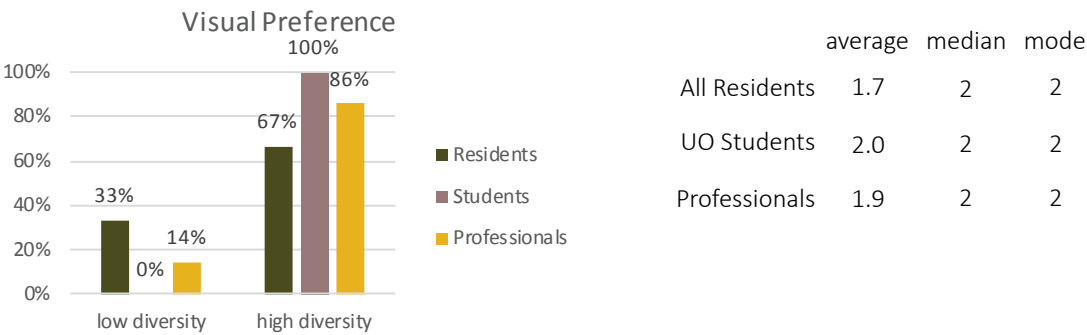 Visual Preference
100%
100%
80%
60%
40%
20%
0%
33%
0%
14%
67%
86%
low diversity
high diversity
Residents
Students
Professionals
average median mode
All Residents 1.7 2 2
UO Students 2.0 2 2
Professionals 1.9 2 2